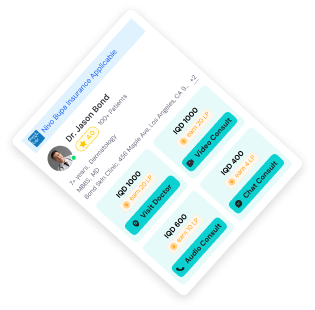 Nivo Bupa Insurance Applicable
Dr. Jason Bond
4.0 100+ Patients
7+ years, Dermatology
MBBS, MD
Bond Skin Clinic, 456 Maple Ave, Los Angeles, CA 9... +2
IQD 1000
earn 20 LP
Visit Doctor
IQD 1000
earn 20 LP
Video Consult
IQD 600
earn 10 LP
Audio Consult
IQD 400
earn 4 LP
Chat Consult